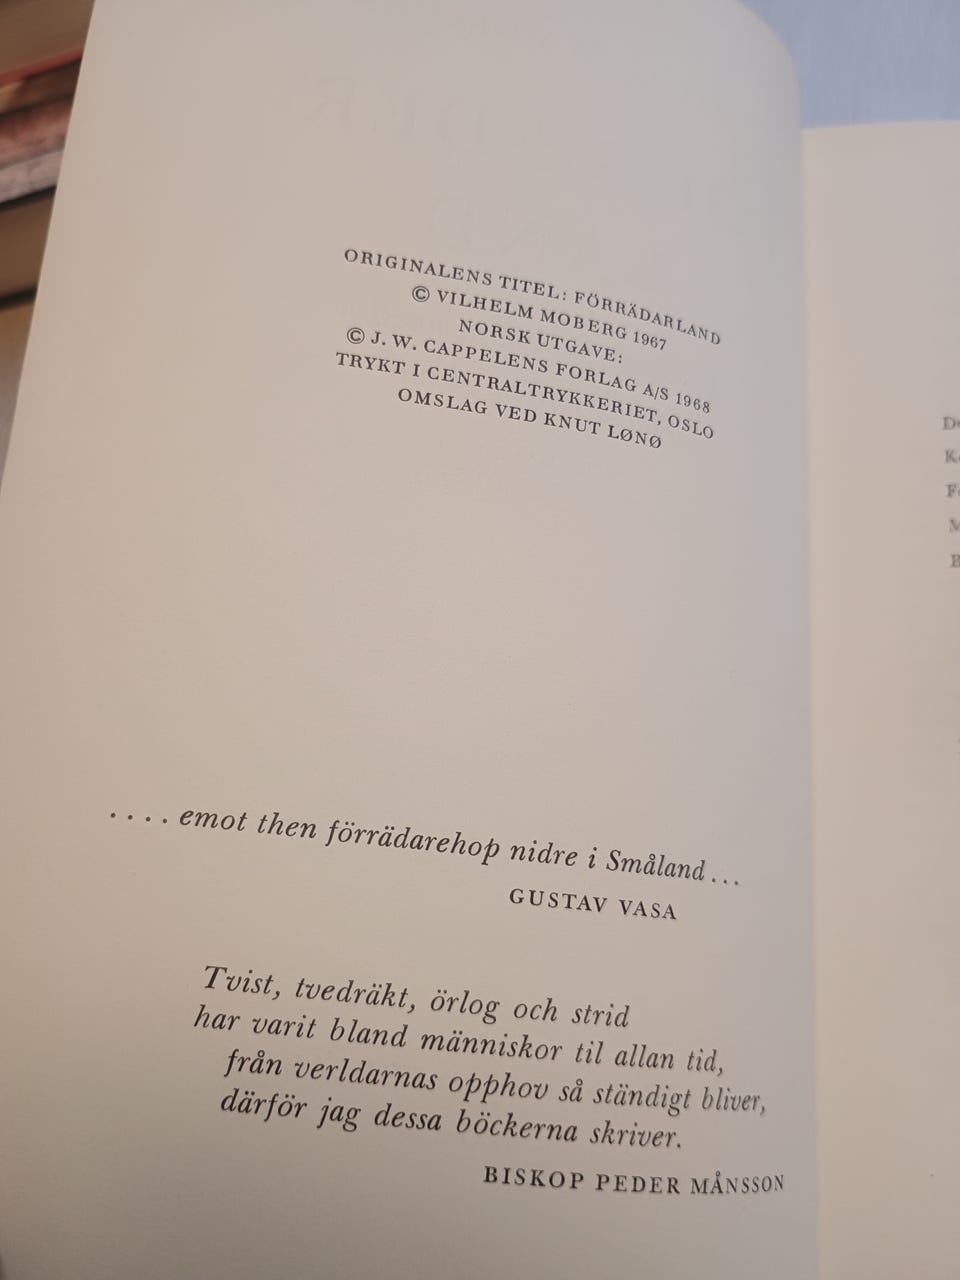 ORIGINALENS TITEL: FÖRRÄDARLAND
© VILHELM MOBERG 1967
NORSK UTGAVE:
© J. W. CAPPELENS FORLAG A/S 1968
TRYKT I CENTRALTRYKKERIET, OSLO
OMSLAG VED KNUT LØNØ
. . . . emot then förrädarehop nidre i Småland . . .
GUSTAV VASA
Tvist, tvedräkt, örlog och strid
har varit bland människor til allan tid,
från verldarnas opphov så ständigt bliver,
därför jag dessa böckerna skriver.
BISKOP PEDER MÅNSSON